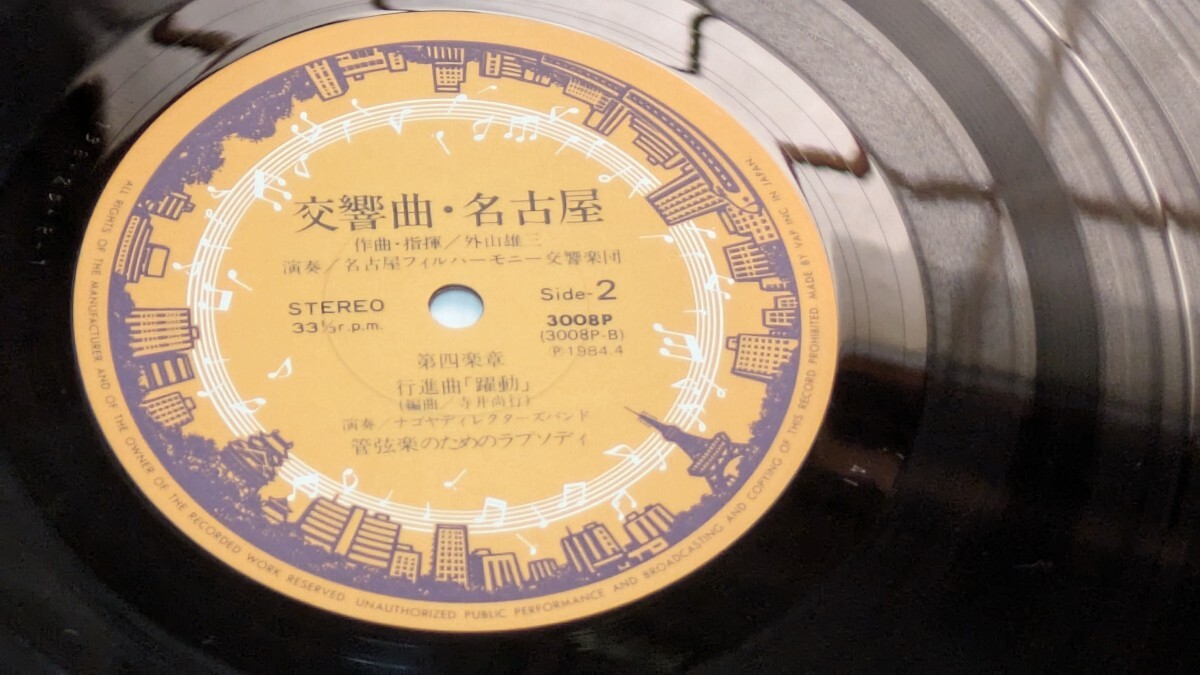 交響曲・名古屋
作曲・指揮／外山雄三
演奏／名古屋フィルハーモニー交響楽団
STEREO
33⅓r.p.m.
Side-2
3008P
(3008P-B)
Ⓟ1984.4
第四楽章
行進曲「躍動」
(編曲／寺井尚行)
演奏／ナゴヤディレクターズバンド
管弦楽のためのラプソディ
ALL RIGHTS OF THE MANUFACTURER AND OF THE OWNER OF THE RECORDED WORK RESERVED. UNAUTHORIZED PUBLIC PERFORMANCE AND BROADCASTING AND COPYING OF THIS RECORD PROHIBITED. MADE BY VAP INC IN JAPAN